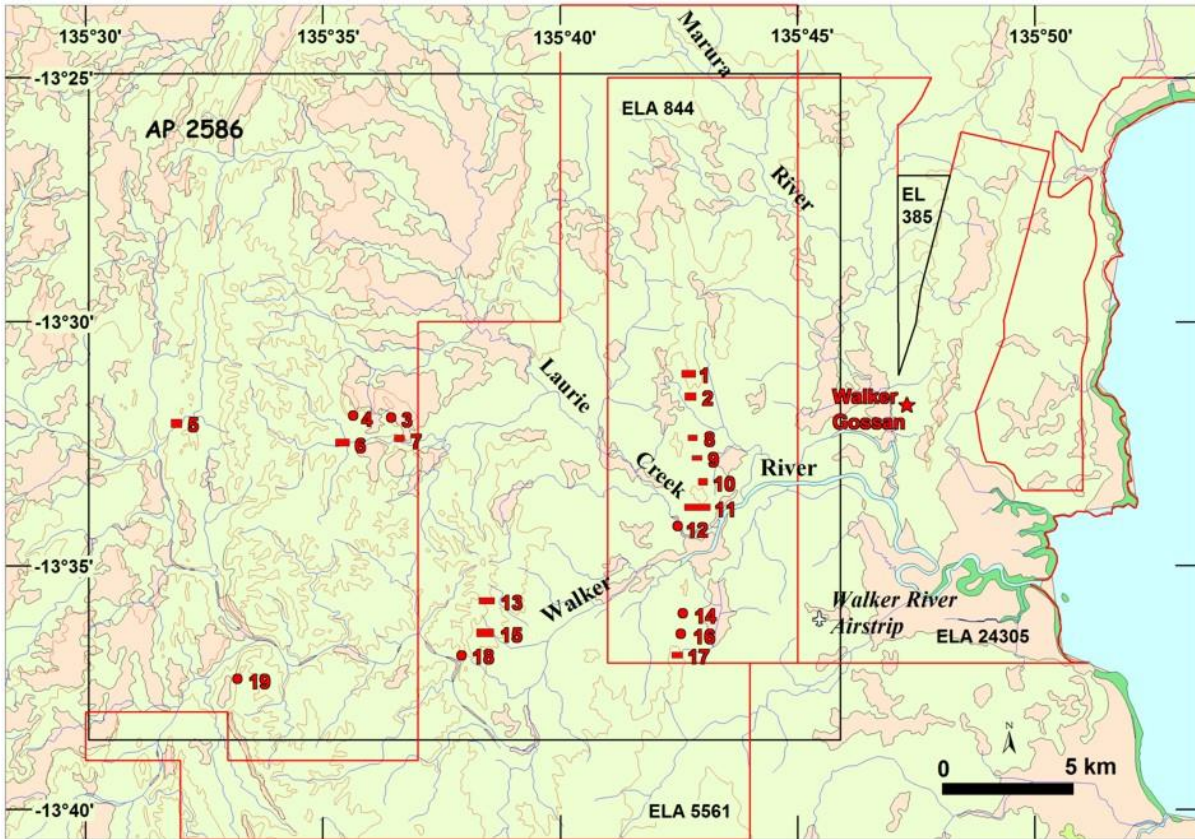 135°30' 135°35' 135°40' 135°45' 135°50'
Marura
-13°25'
ELA 844
AP 2586
River
EL
385
-13°30'
Laurie
1
Walker
Gossan
2
4
3
5
6
7
8
Creek
9
River
10
11
12
-13°35'
Walker
13
14
Walker River
Airstrip
15
16
ELA 24305
18
17
19
N
0 5 km
-13°40'
ELA 5561